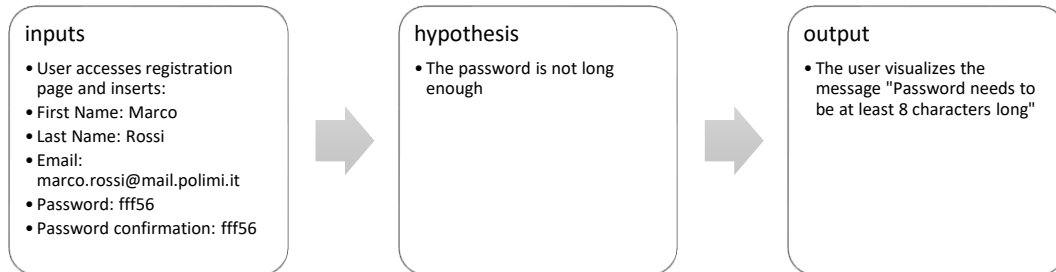 inputs
• User accesses registration
page and inserts:
• First Name: Marco
• Last Name: Rossi
• Email:
marco.rossi@mail.polimi.it
• Password: fff56
• Password confirmation: fff56
hypothesis
• The password is not long
enough
output
• The user visualizes the
message "Password needs to
be at least 8 characters long"